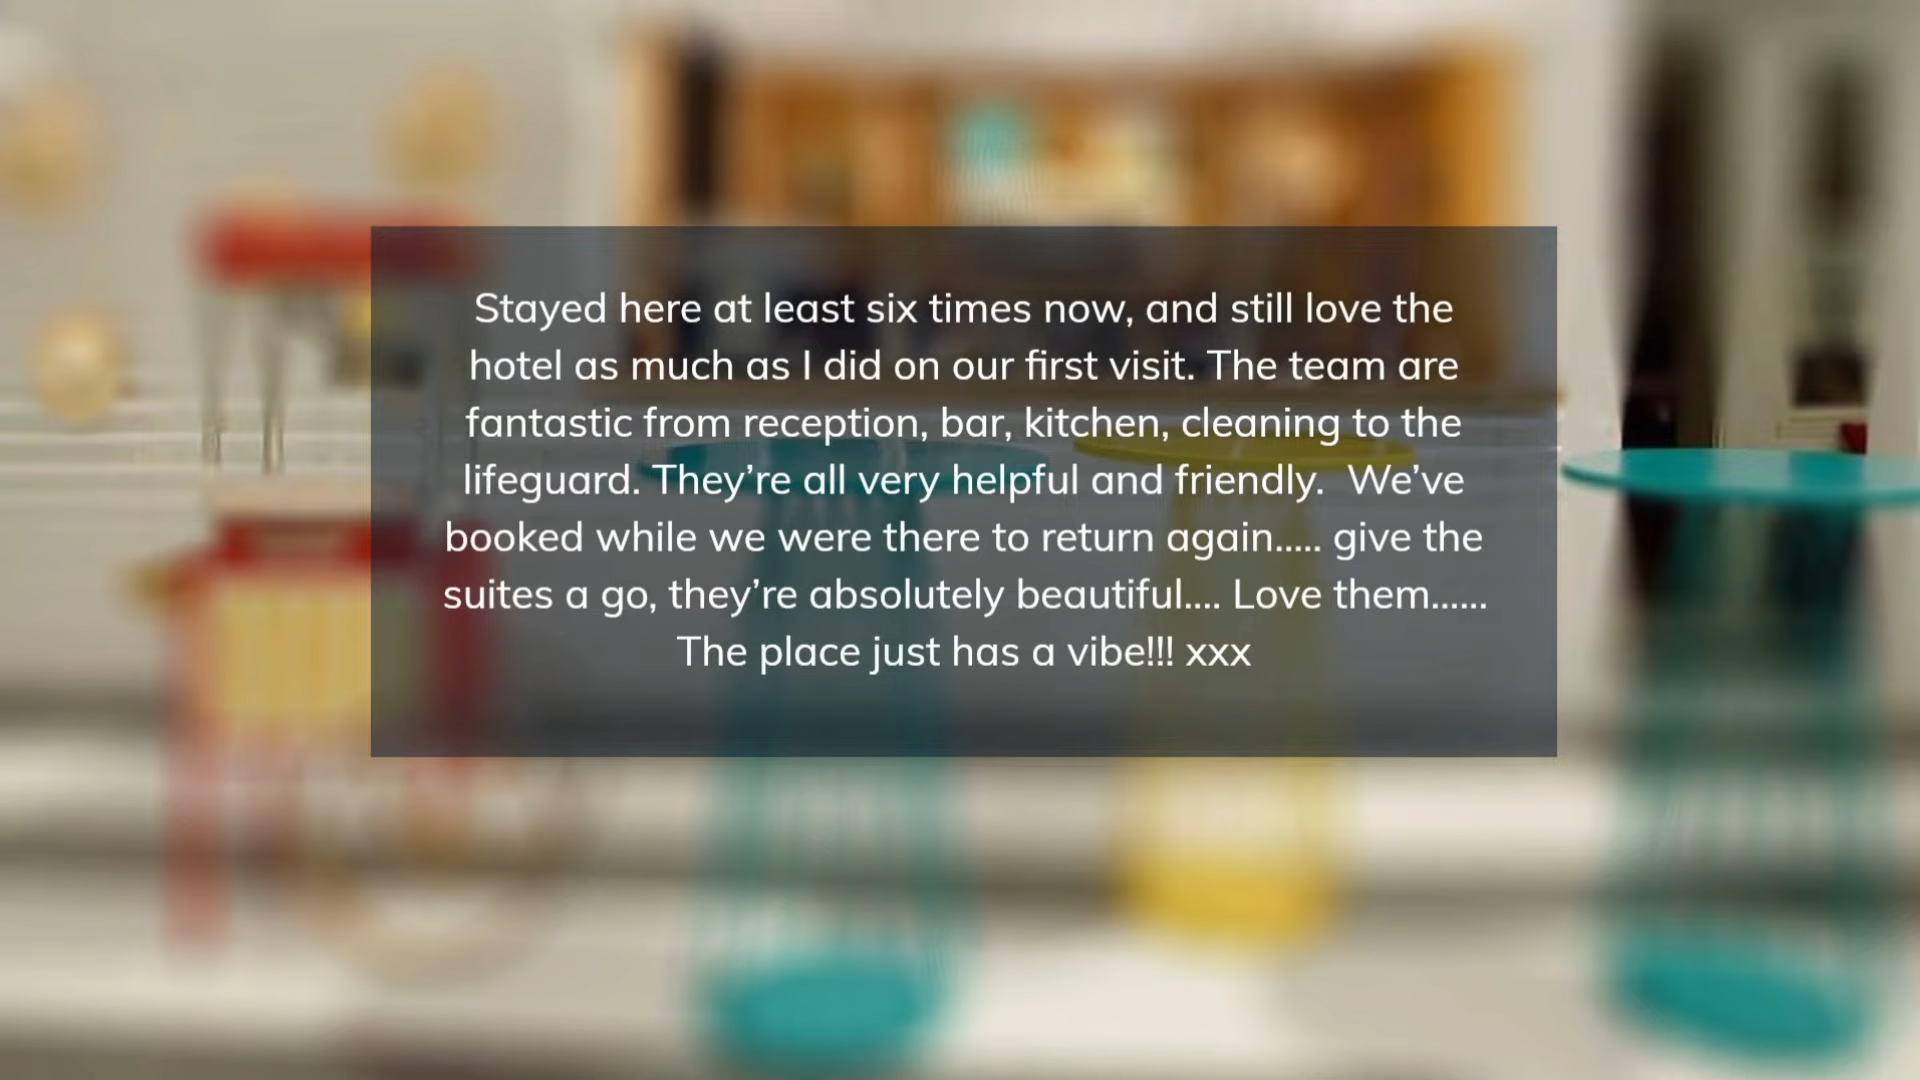 Stayed here at least six times now, and still love the
hotel as much as I did on our first visit. The team are
fantastic from reception, bar, kitchen, cleaning to the
lifeguard. They’re all very helpful and friendly.  We’ve
booked while we were there to return again..... give the
suites a go, they’re absolutely beautiful.... Love them......
The place just has a vibe!!! xxx